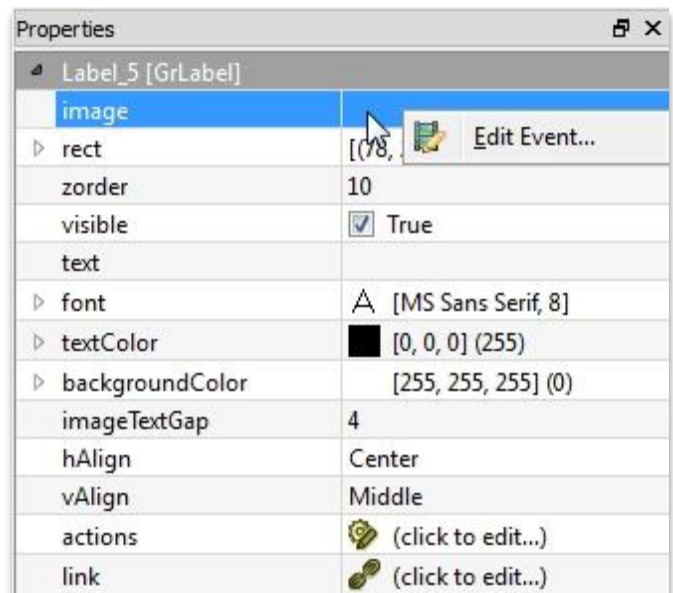 Properties
Label_5 [GrLabel]
image
Edit Event...
rect [(78,
zorder 10
visible True
text
font A [MS Sans Serif, 8]
textColor [0, 0, 0] (255)
backgroundColor [255, 255, 255] (0)
imageTextGap 4
hAlign Center
vAlign Middle
actions (click to edit...)
link (click to edit...)